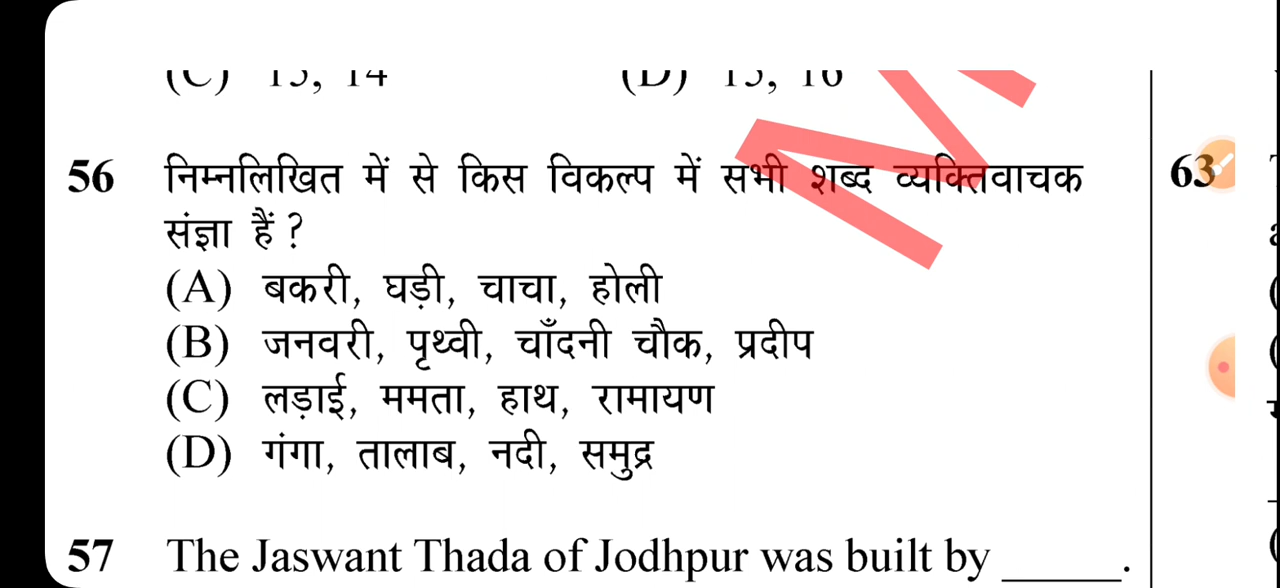 56 निम्नलिखित में से किस विकल्प में सभी शब्द व्यक्तिवाचक
संज्ञा हैं ?
(A) बकरी, घड़ी, चाचा, होली
(B) जनवरी, पृथ्वी, चाँदनी चौक, प्रदीप
(C) लड़ाई, ममता, हाथ, रामायण
(D) गंगा, तालाब, नदी, समुद्र
57 The Jaswant Thada of Jodhpur was built by ______.
63